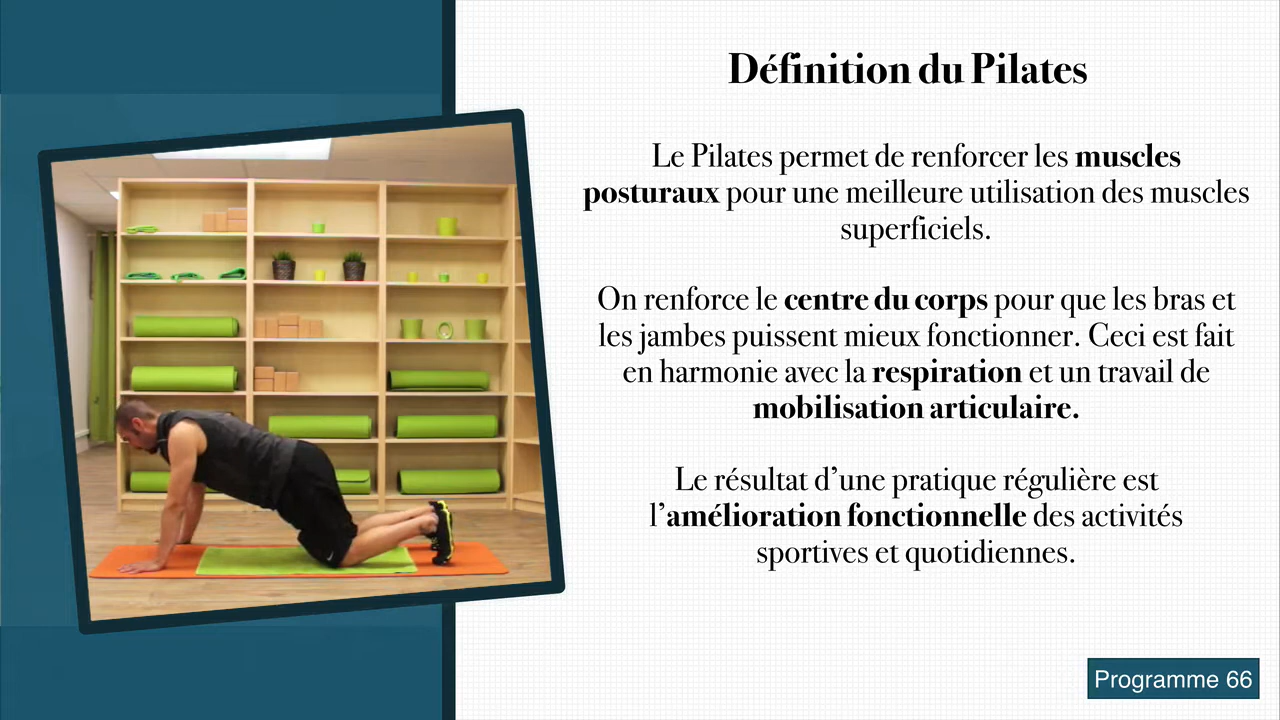 Définition du Pilates
Le Pilates permet de renforcer les muscles
posturaux pour une meilleure utilisation des muscles
superficiels.
On renforce le centre du corps pour que les bras et
les jambes puissent mieux fonctionner. Ceci est fait
en harmonie avec la respiration et un travail de
mobilisation articulaire.
Le résultat d’une pratique régulière est
l’amélioration fonctionnelle des activités
sportives et quotidiennes.
Programme 66